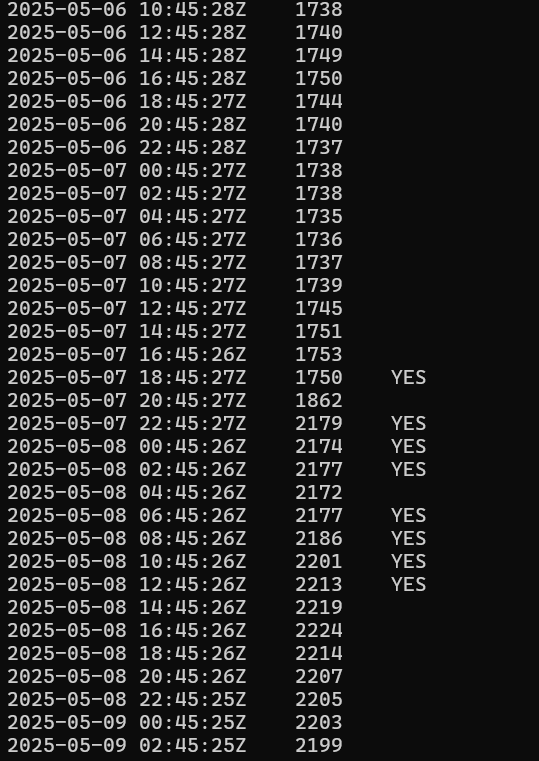 2025-05-06 10:45:28Z    1738
2025-05-06 12:45:28Z    1740
2025-05-06 14:45:28Z    1749
2025-05-06 16:45:28Z    1750
2025-05-06 18:45:27Z    1744
2025-05-06 20:45:28Z    1740
2025-05-06 22:45:28Z    1737
2025-05-07 00:45:27Z    1738
2025-05-07 02:45:27Z    1738
2025-05-07 04:45:27Z    1735
2025-05-07 06:45:27Z    1736
2025-05-07 08:45:27Z    1737
2025-05-07 10:45:27Z    1739
2025-05-07 12:45:27Z    1745
2025-05-07 14:45:27Z    1751
2025-05-07 16:45:26Z    1753
2025-05-07 18:45:27Z    1750    YES
2025-05-07 20:45:27Z    1862
2025-05-07 22:45:27Z    2179    YES
2025-05-08 00:45:26Z    2174    YES
2025-05-08 02:45:26Z    2177    YES
2025-05-08 04:45:26Z    2172
2025-05-08 06:45:26Z    2177    YES
2025-05-08 08:45:26Z    2186    YES
2025-05-08 10:45:26Z    2201    YES
2025-05-08 12:45:26Z    2213    YES
2025-05-08 14:45:26Z    2219
2025-05-08 16:45:26Z    2224
2025-05-08 18:45:26Z    2214
2025-05-08 20:45:26Z    2207
2025-05-08 22:45:25Z    2205
2025-05-09 00:45:25Z    2203
2025-05-09 02:45:25Z    2199